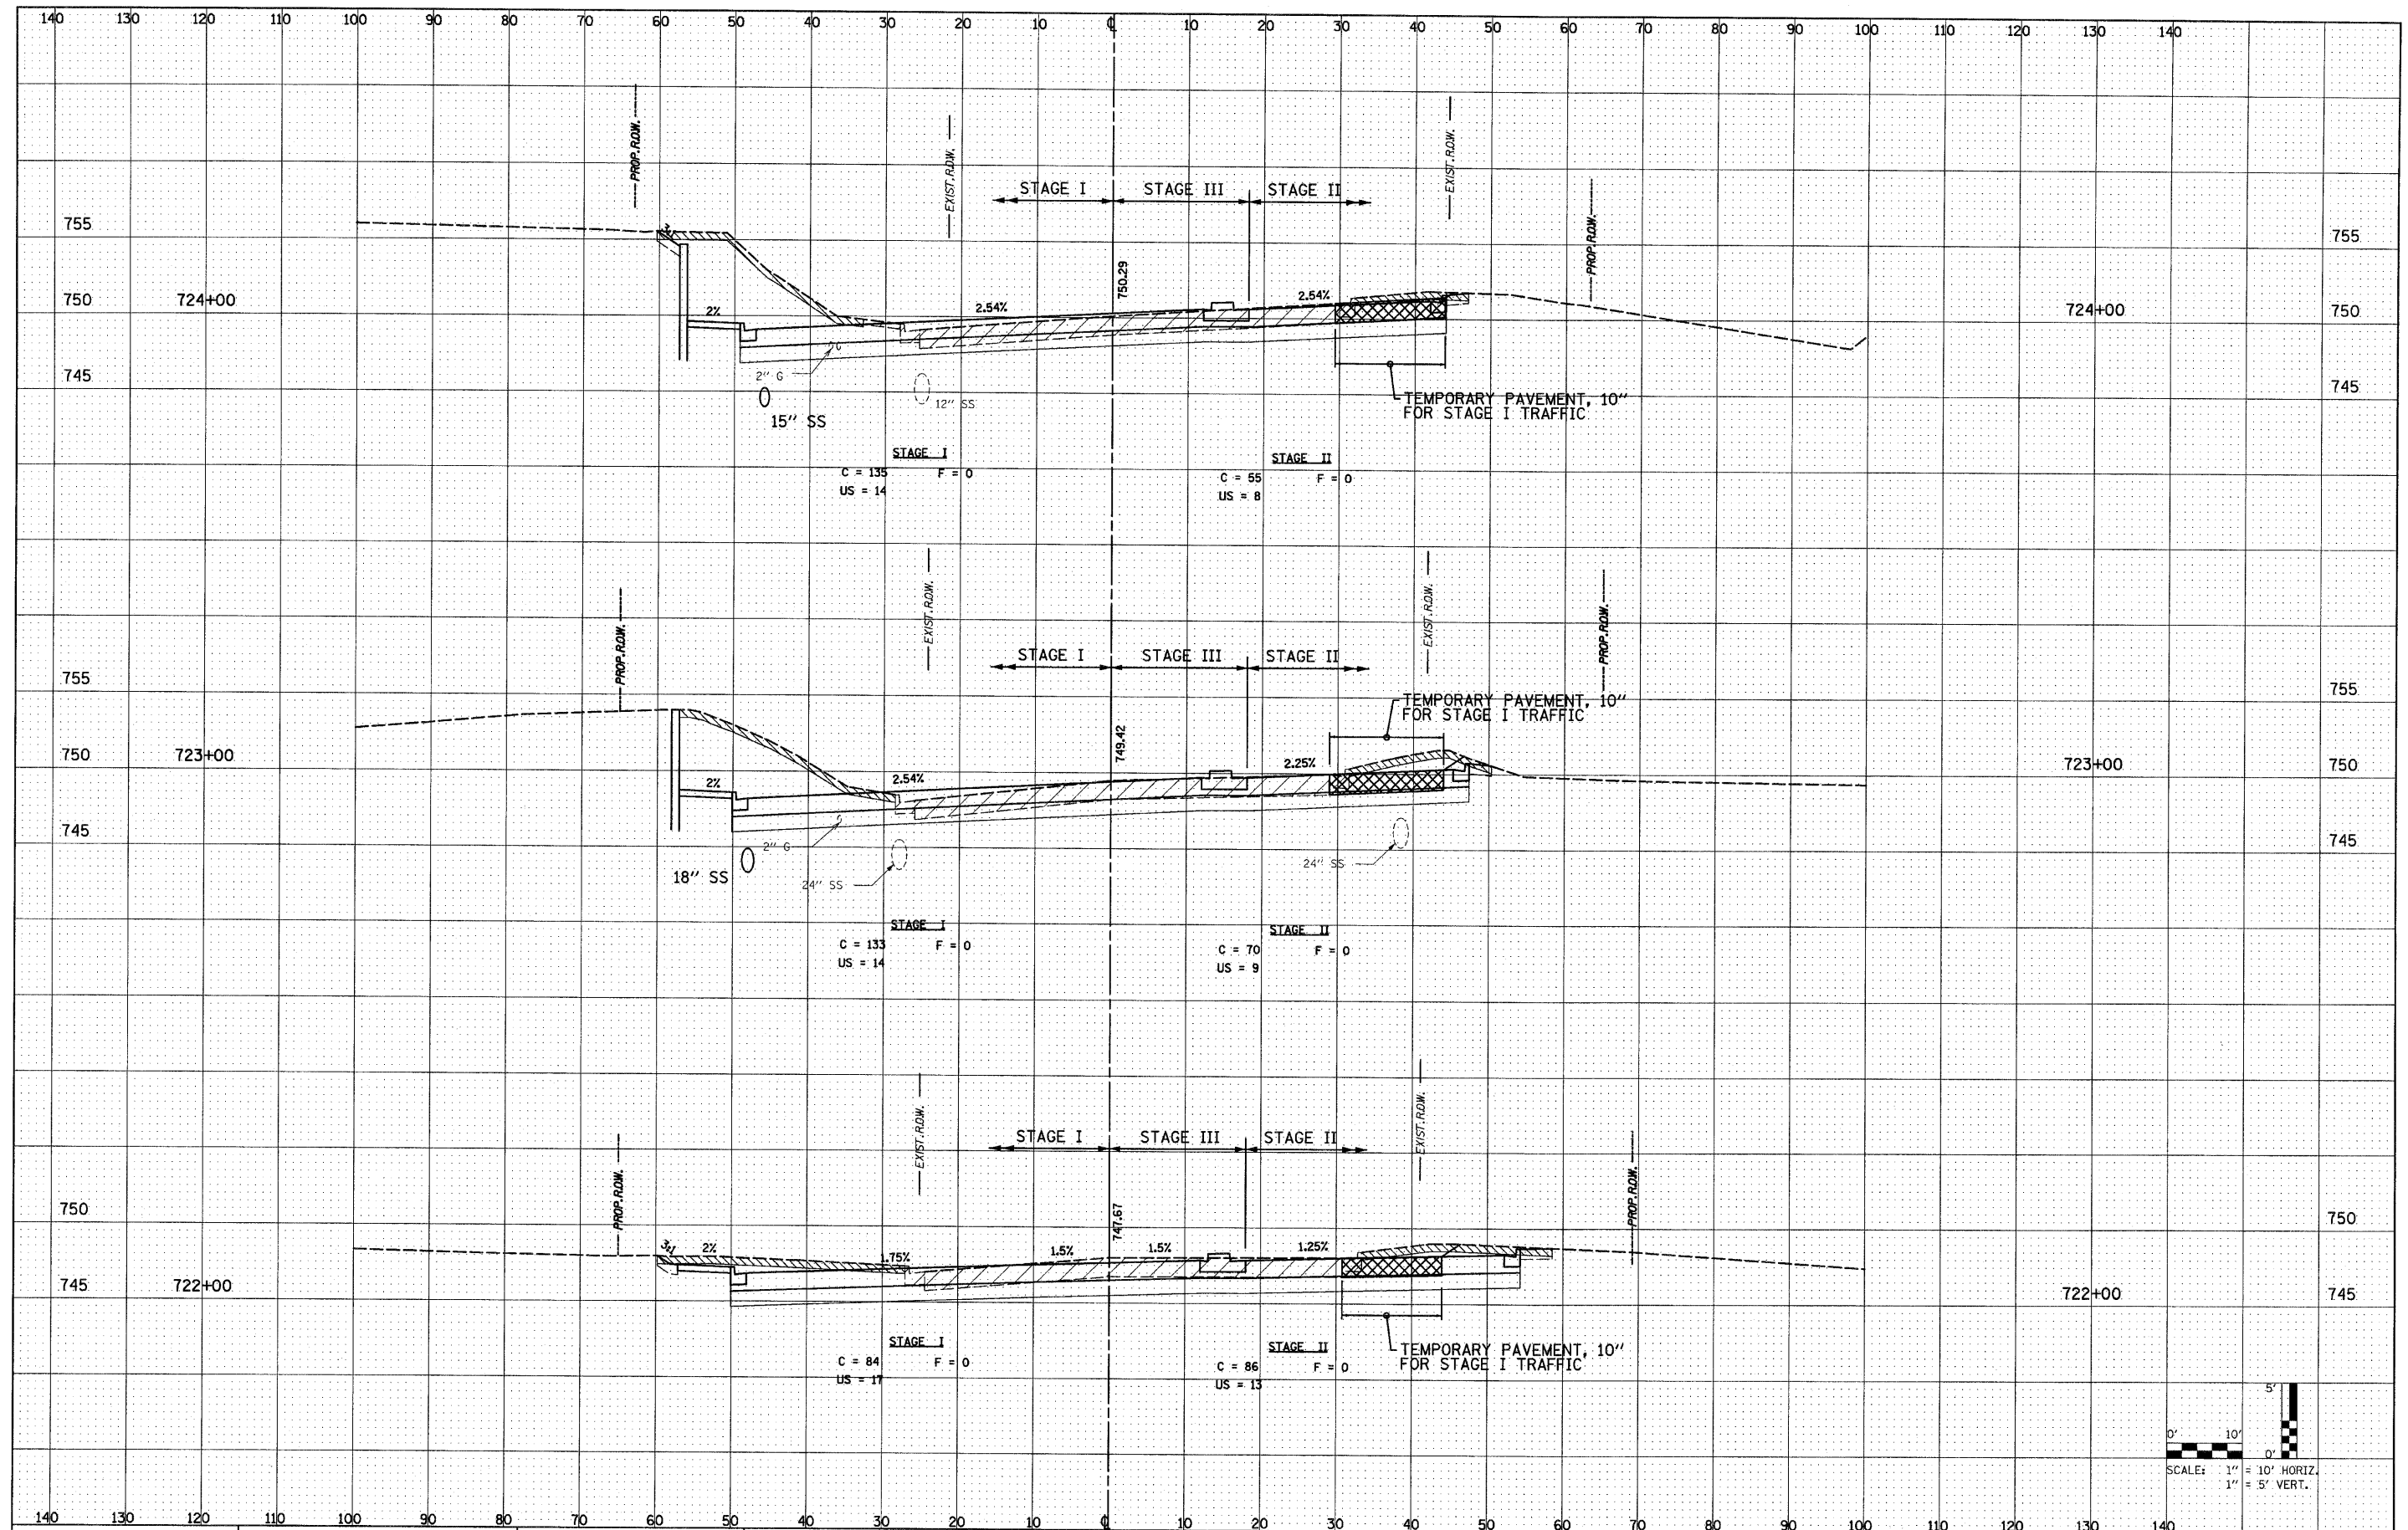 140 130 120 110 100 90 80 70 60 50 40 30 20 10 ℄ 10 20 30 40 50 60 70 80 90 100 110 120 130 140
PROP.R.O.W.
EXIST.R.O.W.
EXIST.R.O.W.
PROP.R.O.W.
STAGE I STAGE III STAGE II
755 755
750.29
750 724+00 2% 2.54% 2.54% 724+00 750
745 745
2" G
12" SS
15" SS
TEMPORARY PAVEMENT, 10"
FOR STAGE I TRAFFIC
STAGE I STAGE II
C = 135 F = 0 C = 55 F = 0
US = 14 US = 8
PROP.R.O.W.
EXIST.R.O.W.
EXIST.R.O.W.
PROP.R.O.W.
STAGE I STAGE III STAGE II
755 755
TEMPORARY PAVEMENT, 10"
FOR STAGE I TRAFFIC
749.42
750 723+00 2% 2.54% 2.25% 723+00 750
745 745
2" G
18" SS
24" SS
24" SS
STAGE I STAGE II
C = 133 F = 0 C = 70 F = 0
US = 14 US = 9
PROP.R.O.W.
EXIST.R.O.W.
EXIST.R.O.W.
PROP.R.O.W.
STAGE I STAGE III STAGE II
747.67
750 750
3:1 2% 1.75% 1.5% 1.5% 1.25%
745 722+00 722+00 745
STAGE I STAGE II
C = 84 F = 0 C = 86 F = 0
US = 17 US = 13
TEMPORARY PAVEMENT, 10"
FOR STAGE I TRAFFIC
5'
0' 10' 0'
SCALE: 1" = 10' HORIZ.
1" = 5' VERT.
140 130 120 110 100 90 80 70 60 50 40 30 20 10 ℄ 10 20 30 40 50 60 70 80 90 100 110 120 130 140